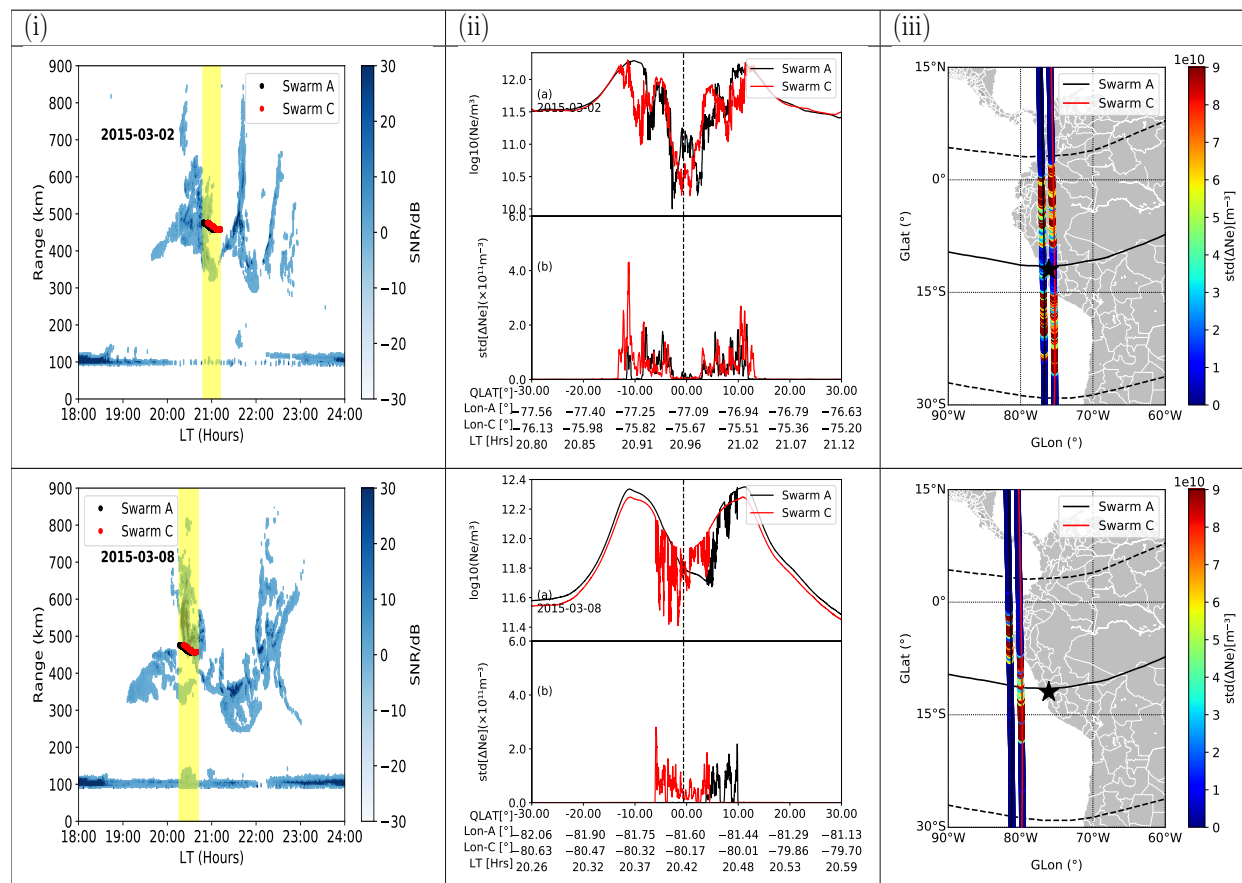 (i)
(ii)
(iii)
900
800
700
600
500
400
300
200
100
0
Range (km)
2015-03-02
Swarm A
Swarm C
18:00 19:00 20:00 21:00 22:00 23:00 24:00
LT (Hours)
30
20
10
0
−10
−20
−30
SNR/dB
12.0
11.5
11.0
10.5
10.0
log10(Ne/m³)
(a)
2015-03-02
Swarm A
Swarm C
6.0
4.0
2.0
0.0
std[ΔNe](×10¹¹m⁻³)
(b)
-30.00 -20.00 -10.00 0.00 10.00 20.00 30.00
QLAT[°]
Lon-A [°] −77.56 −77.40 −77.25 −77.09 −76.94 −76.79 −76.63
Lon-C [°] −76.13 −75.98 −75.82 −75.67 −75.51 −75.36 −75.20
LT [Hrs] 20.80 20.85 20.91 20.96 21.02 21.07 21.12
15°N
0°
15°S
30°S
GLat (°)
Swarm A
Swarm C
90°W 80°W 70°W 60°W
GLon (°)
1e10
9
8
7
6
5
4
3
2
1
0
std(ΔNe)[m⁻³]
900
800
700
600
500
400
300
200
100
0
Range (km)
Swarm A
Swarm C
2015-03-08
18:00 19:00 20:00 21:00 22:00 23:00 24:00
LT (Hours)
30
20
10
0
−10
−20
−30
SNR/dB
12.4
12.2
12.0
11.8
11.6
11.4
log10(Ne/m³)
(a)
2015-03-08
Swarm A
Swarm C
6.0
4.0
2.0
0.0
std[ΔNe](×10¹¹m⁻³)
(b)
-30.00 -20.00 -10.00 0.00 10.00 20.00 30.00
QLAT[°]
Lon-A [°] −82.06 −81.90 −81.75 −81.60 −81.44 −81.29 −81.13
Lon-C [°] −80.63 −80.47 −80.32 −80.17 −80.01 −79.86 −79.70
LT [Hrs] 20.26 20.32 20.37 20.42 20.48 20.53 20.59
15°N
0°
15°S
30°S
GLat (°)
Swarm A
Swarm C
90°W 80°W 70°W 60°W
GLon (°)
1e10
9
8
7
6
5
4
3
2
1
0
std(ΔNe)[m⁻³]